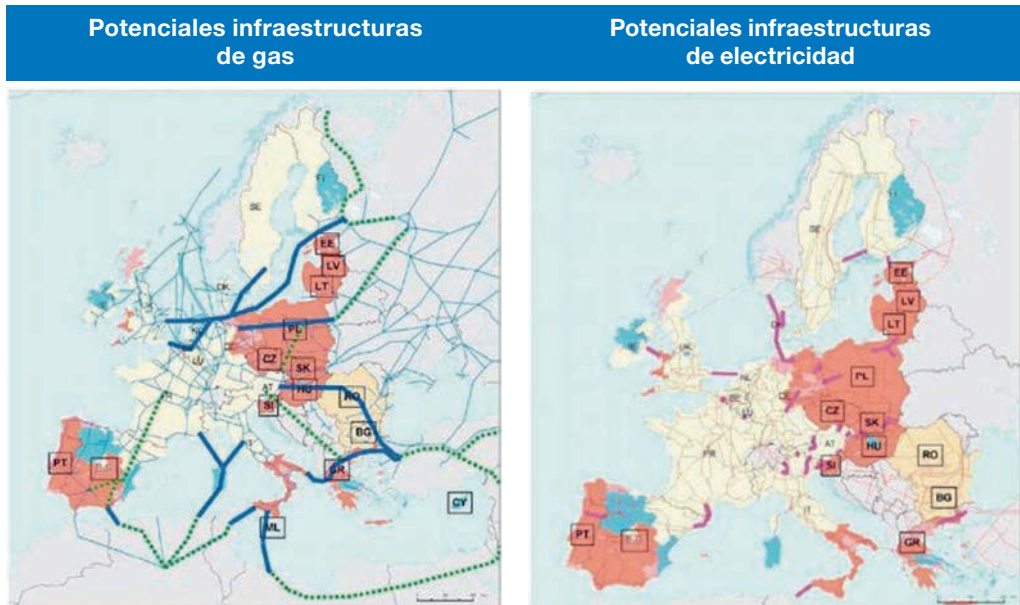 Potenciales infraestructuras
de gas
Potenciales infraestructuras
de electricidad
SE
EE
LV
LT
DK
PL
CZ
SK
AT
HU
SI
RO
BG
PT
GR
ML
CY
SE
EE
LV
LT
UK
NL
PL
CZ
SK
AT
HU
SI
FR
RO
BG
IT
PT
GR